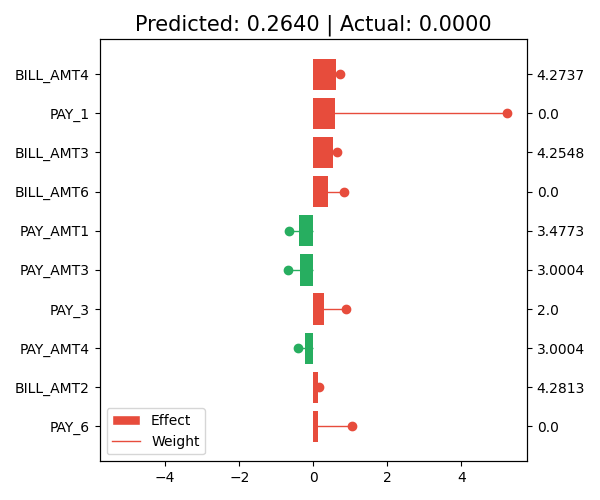 Predicted: 0.2640 | Actual: 0.0000
BILL_AMT4 4.2737
PAY_1 0.0
BILL_AMT3 4.2548
BILL_AMT6 0.0
PAY_AMT1 3.4773
PAY_AMT3 3.0004
PAY_3 2.0
PAY_AMT4 3.0004
BILL_AMT2 4.2813
PAY_6 0.0
Effect
Weight
−4 −2 0 2 4